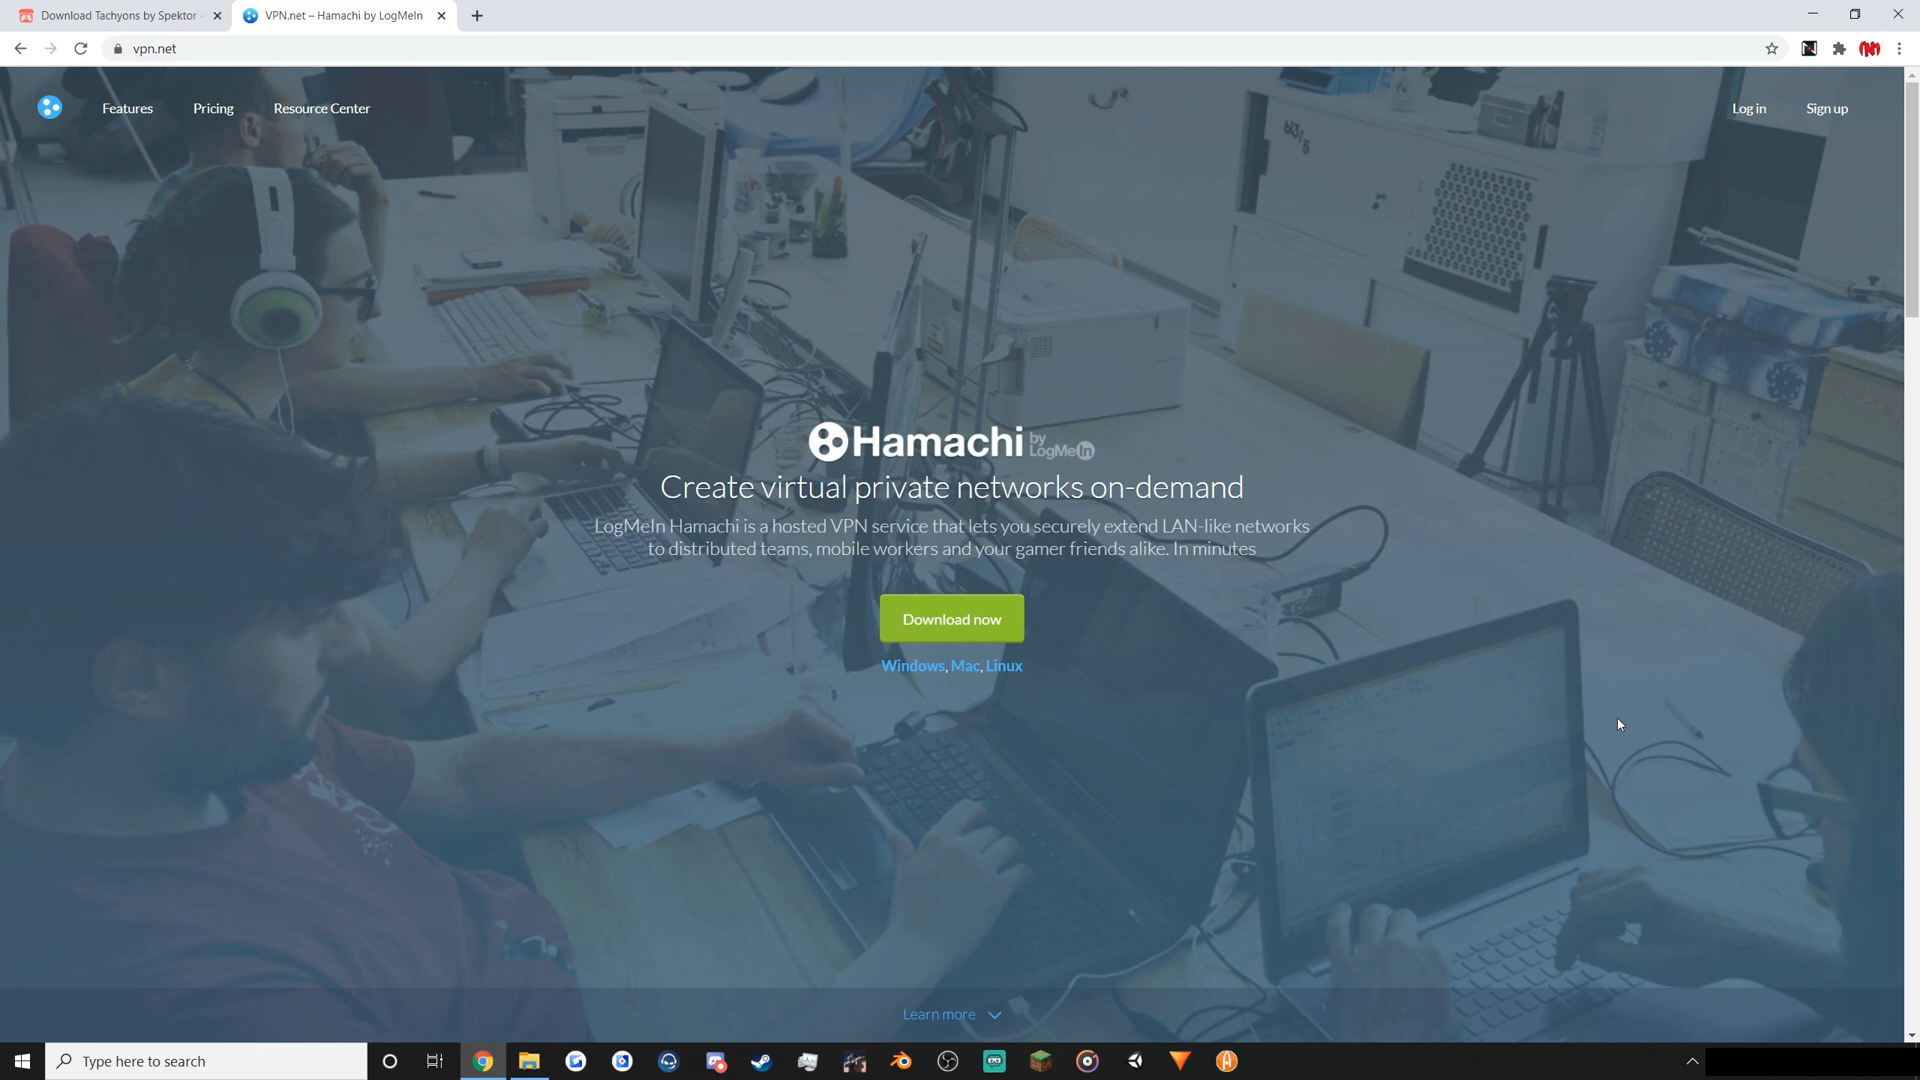 Download Tachyons by Spektor
VPN.net – Hamachi by LogMeIn
vpn.net
Features
Pricing
Resource Center
Log in
Sign up
Hamachi by LogMeIn
Create virtual private networks on-demand
LogMeIn Hamachi is a hosted VPN service that lets you securely extend LAN-like networks
to distributed teams, mobile workers and your gamer friends alike. In minutes
Download now
Windows, Mac, Linux
Learn more
Type here to search